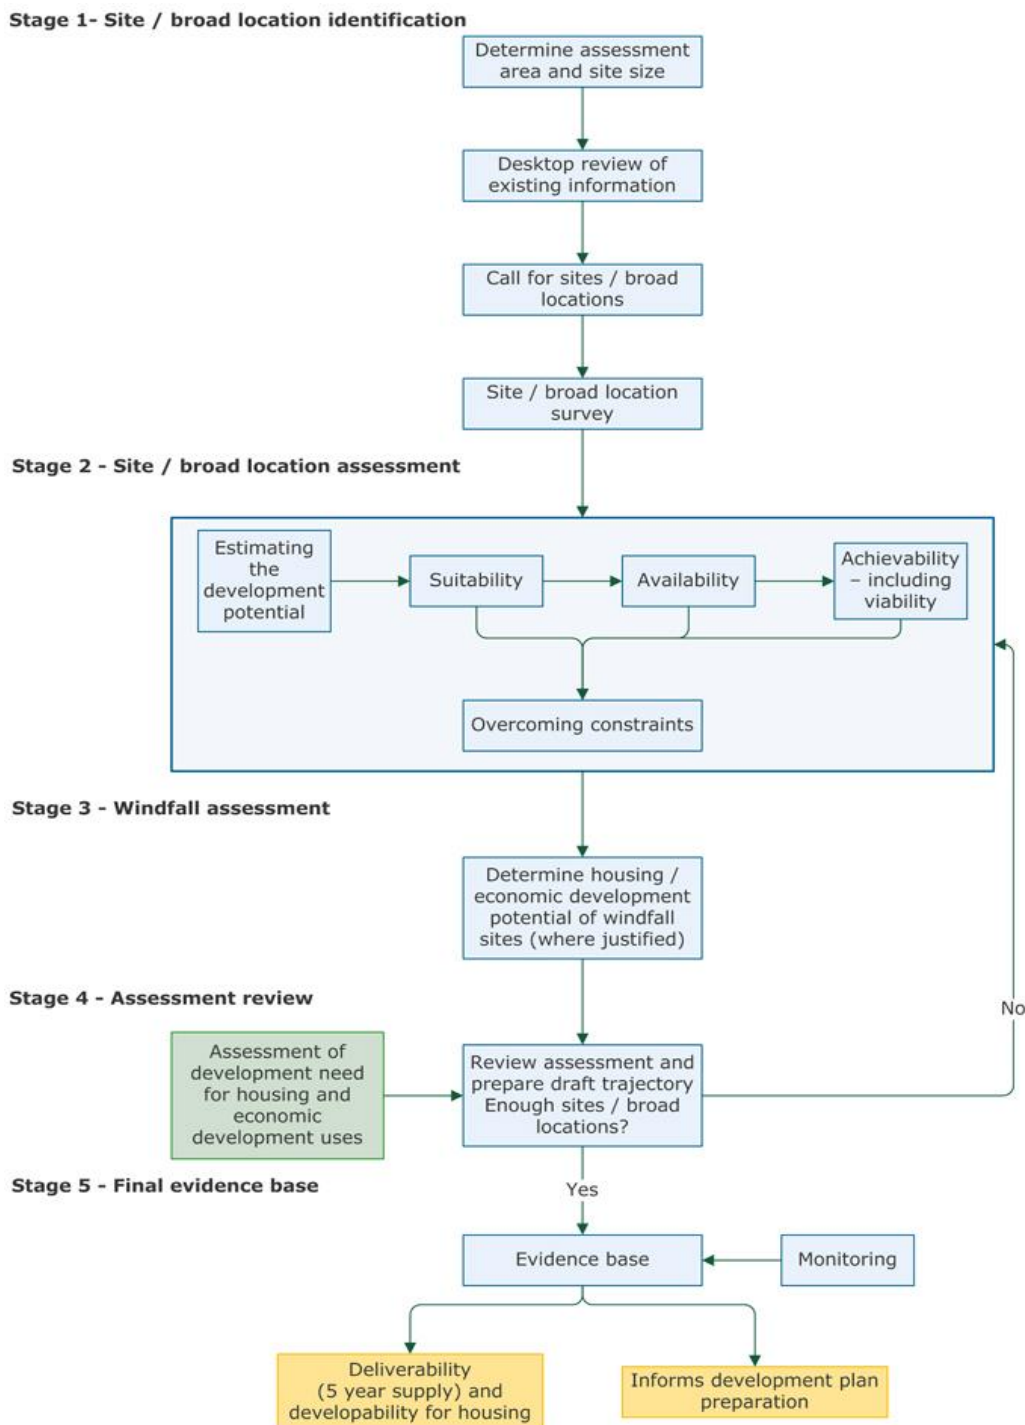 Stage 1- Site / broad location identification
Determine assessment
area and site size
Desktop review of
existing information
Call for sites / broad
locations
Site / broad location
survey
Stage 2 - Site / broad location assessment
Estimating
the
development
potential
Suitability
Availability
Achievability
– including
viability
Overcoming constraints
Stage 3 - Windfall assessment
Determine housing /
economic development
potential of windfall
sites (where justified)
Stage 4 - Assessment review
No
Assessment of
development need
for housing and
economic
development uses
Review assessment and
prepare draft trajectory
Enough sites / broad
locations?
Stage 5 - Final evidence base
Yes
Evidence base
Monitoring
Deliverability
(5 year supply) and
developability for housing
Informs development plan
preparation